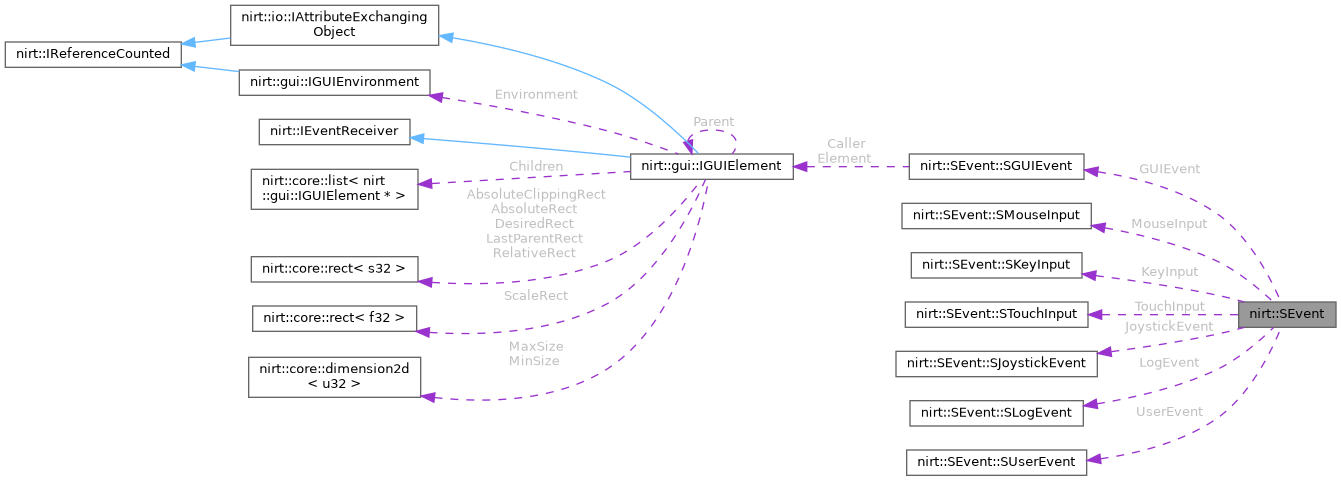 nirt::io::IAttributeExchanging
Object
nirt::IReferenceCounted
nirt::gui::IGUIEnvironment
Environment
nirt::IEventReceiver
Parent
Children
nirt::core::list< nirt
::gui::IGUIElement * >
nirt::gui::IGUIElement
Caller
Element
nirt::SEvent::SGUIEvent
GUIEvent
AbsoluteClippingRect
AbsoluteRect
DesiredRect
LastParentRect
RelativeRect
nirt::SEvent::SMouseInput
MouseInput
nirt::core::rect< s32 >
nirt::SEvent::SKeyInput
KeyInput
ScaleRect
nirt::core::rect< f32 >
nirt::SEvent::STouchInput
TouchInput
nirt::SEvent
JoystickEvent
MaxSize
MinSize
nirt::core::dimension2d
< u32 >
nirt::SEvent::SJoystickEvent
LogEvent
nirt::SEvent::SLogEvent
UserEvent
nirt::SEvent::SUserEvent